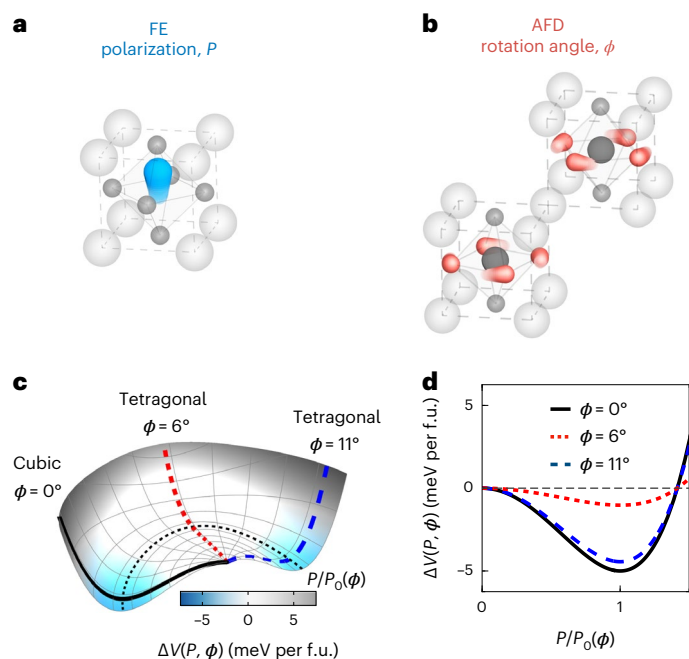 a
FE
polarization, P
b
AFD
rotation angle, ϕ
c
Tetragonal
ϕ = 6°
Tetragonal
ϕ = 11°
Cubic
ϕ = 0°
P/P₀(ϕ)
−5 0 5
ΔV(P, ϕ) (meV per f.u.)
d
ΔV(P, ϕ) (meV per f.u.)
5
0
−5
ϕ = 0°
ϕ = 6°
ϕ = 11°
0 1
P/P₀(ϕ)